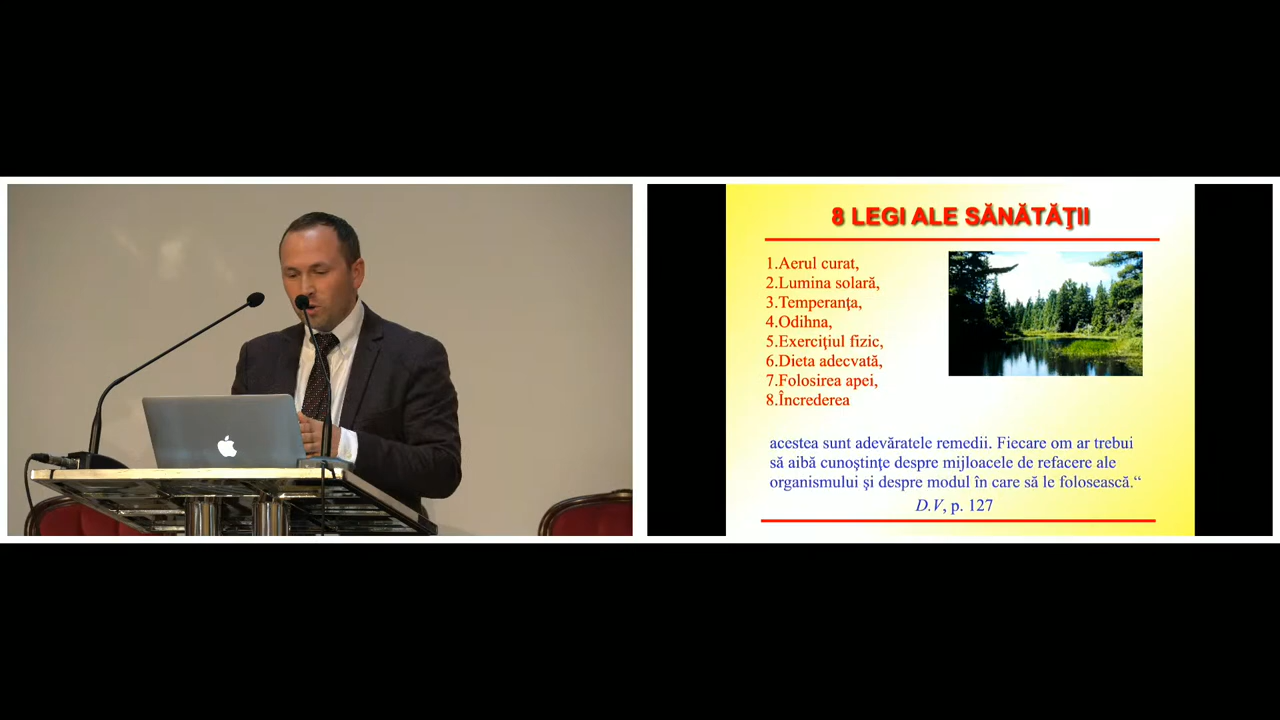 8 LEGI ALE SĂNĂTĂŢII
1.Aerul curat,
2.Lumina solară,
3.Temperanţa,
4.Odihna,
5.Exerciţiul fizic,
6.Dieta adecvată,
7.Folosirea apei,
8.Încrederea
acestea sunt adevăratele remedii. Fiecare om ar trebui
să aibă cunoştinţe despre mijloacele de refacere ale
organismului şi despre modul în care să le folosească.“
D.V, p. 127